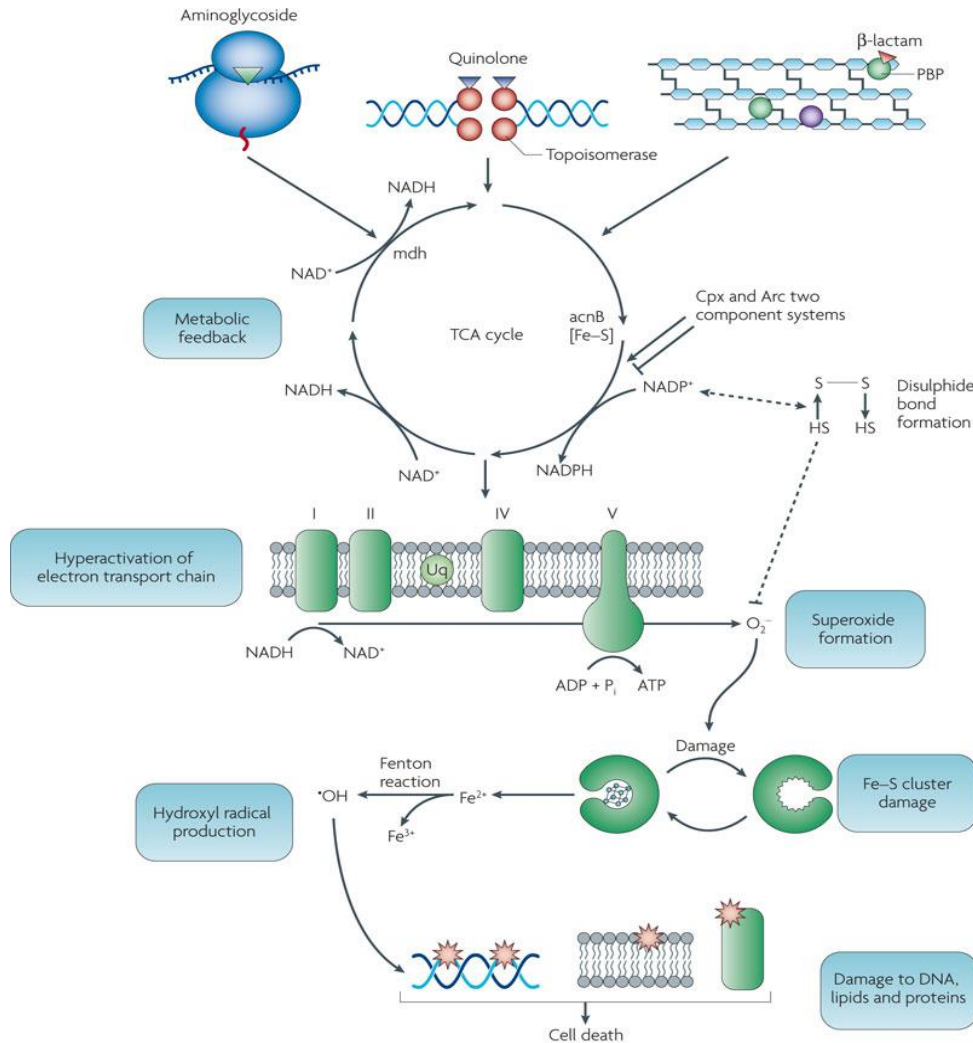 Aminoglycoside
Quinolone
β-lactam
PBP
Topoisomerase
NADH
mdh
NAD⁺
Metabolic
feedback
TCA cycle
acnB
[Fe–S]
Cpx and Arc two
component systems
NADH
NAD⁺
NADP⁺
NADPH
S
S
HS
HS
Disulphide
bond
formation
I
II
IV
V
Hyperactivation of
electron transport chain
Uq
NADH
NAD⁺
ADP + Pᵢ
ATP
O₂⁻
Superoxide
formation
Damage
Fe–S cluster
damage
Fenton
reaction
•OH
Fe²⁺
Fe³⁺
Hydroxyl radical
production
Damage to DNA,
lipids and proteins
Cell death